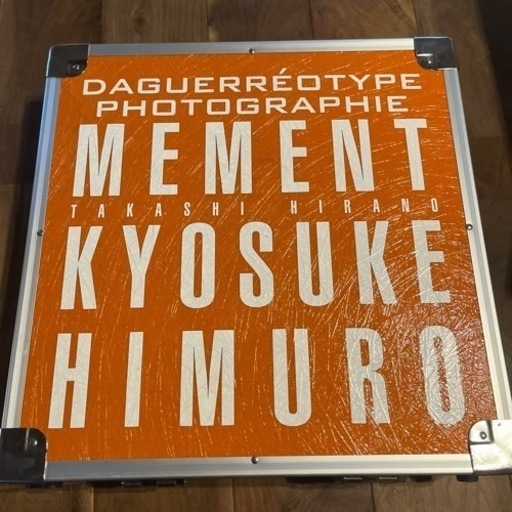 DAGUERRÉOTYPE
PHOTOGRAPHIE
MEMENT
TAKASHI HIRANO
KYOSUKE
HIMURO